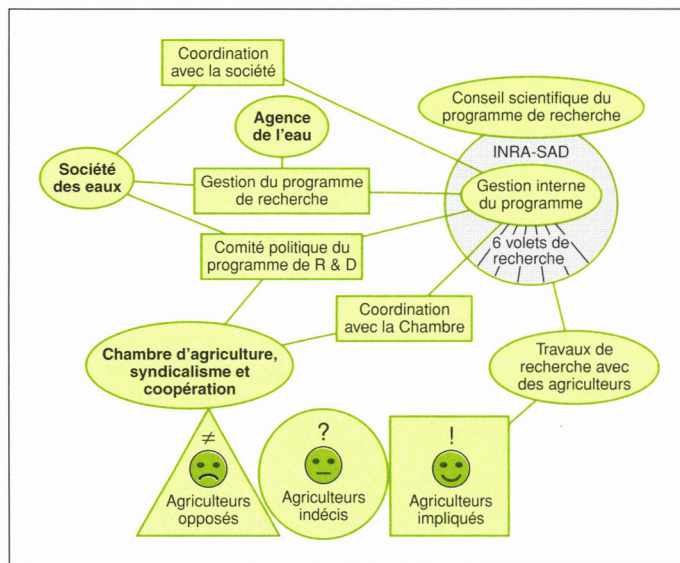 Coordination
avec la société
Conseil scientifique du
programme de recherche
Agence
de l'eau
INRA-SAD
Société
des eaux
Gestion du programme
de recherche
Gestion interne
du programme
6 volets de
recherche
Comité politique du
programme de R & D
Coordination
avec la Chambre
Chambre d'agriculture,
syndicalisme et
coopération
Travaux de
recherche avec
des agriculteurs
≠
Agriculteurs
opposés
?
Agriculteurs
indécis
!
Agriculteurs
impliqués